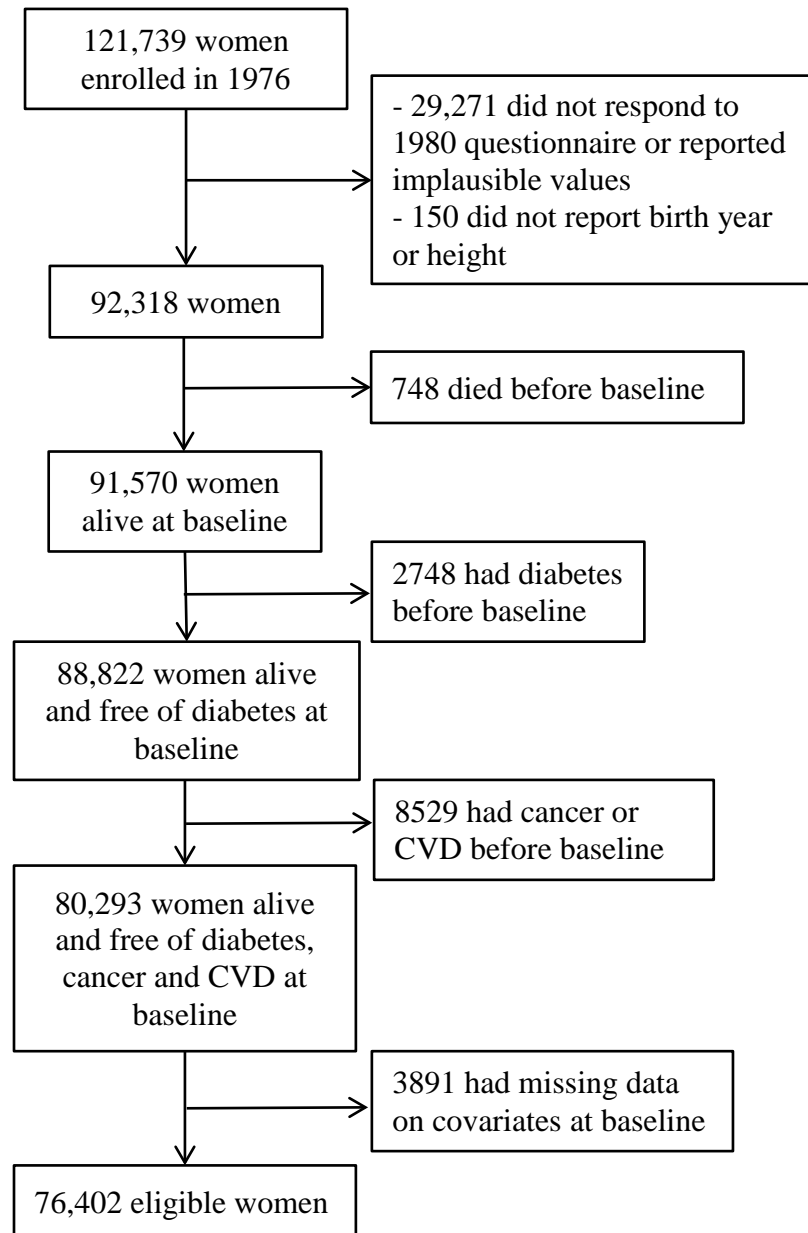 121,739 women
enrolled in 1976
- 29,271 did not respond to
1980 questionnaire or reported
implausible values
- 150 did not report birth year
or height
92,318 women
748 died before baseline
91,570 women
alive at baseline
2748 had diabetes
before baseline
88,822 women alive
and free of diabetes at
baseline
8529 had cancer or
CVD before baseline
80,293 women alive
and free of diabetes,
cancer and CVD at
baseline
3891 had missing data
on covariates at baseline
76,402 eligible women